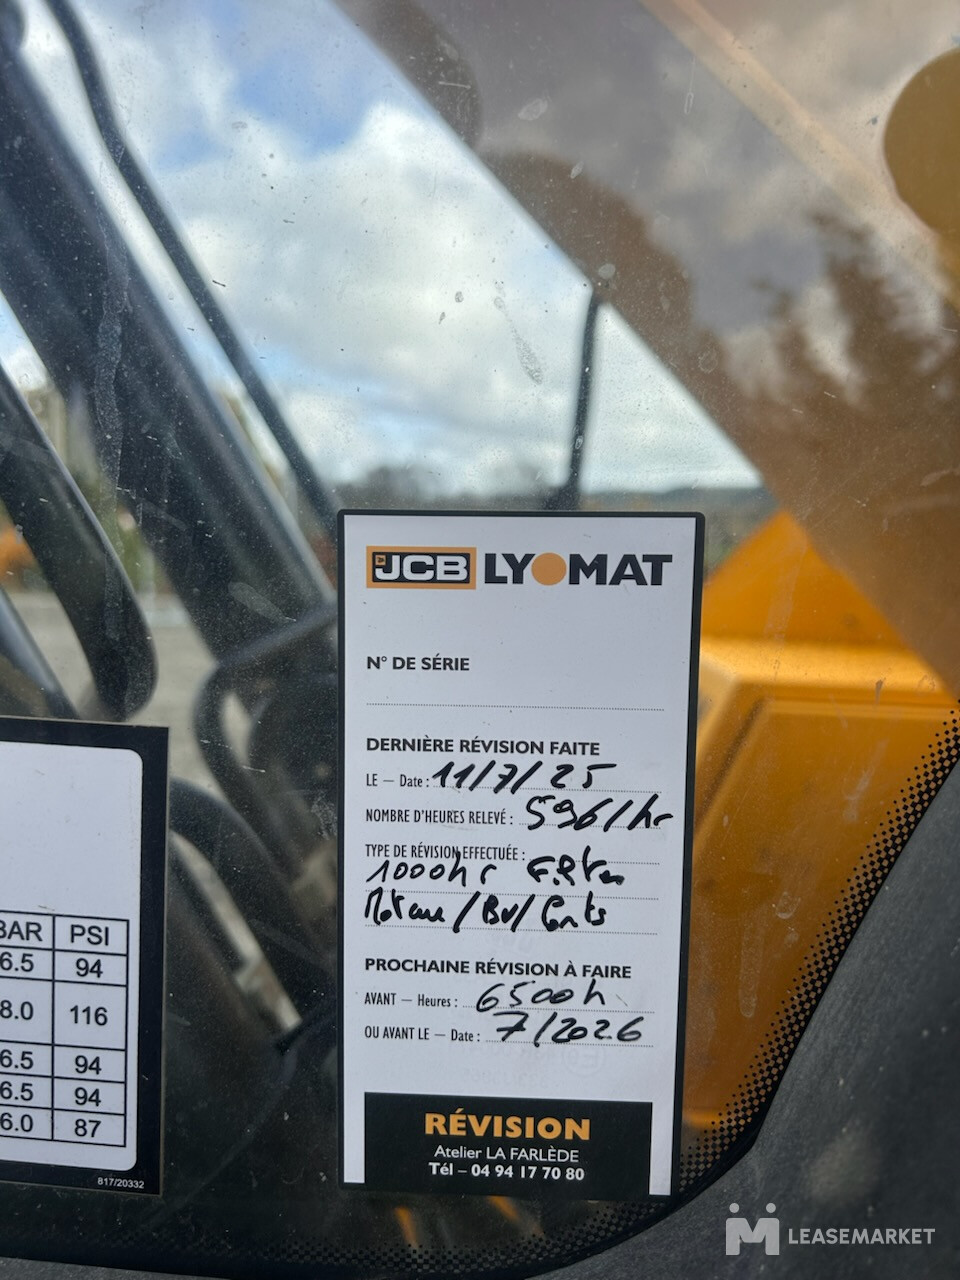 JCB LYOMAT
N° DE SÉRIE
DERNIÈRE RÉVISION FAITE
LE – Date : 11/7/25
NOMBRE D'HEURES RELEVÉ : 5961 hr
TYPE DE RÉVISION EFFECTUÉE :
1000hr
PROCHAINE RÉVISION À FAIRE
AVANT – Heures : 6500h
OU AVANT LE – Date : 7/2026
RÉVISION
Atelier LA FARLÈDE
Tél – 04 94 17 70 80
BAR PSI
6.5 94
8.0 116
6.5 94
6.5 94
6.0 87
817/20332
LEASEMARKET